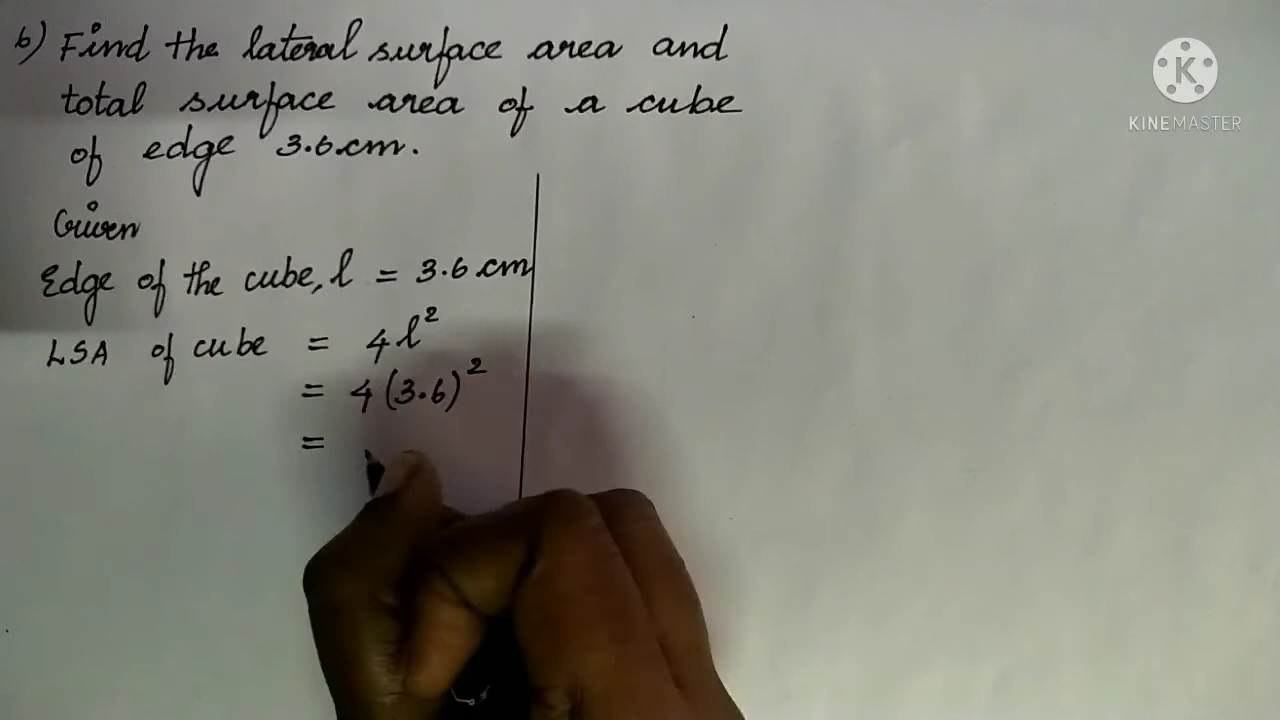 b) Find the lateral surface area and
total surface area of a cube
of edge 3.6 cm.
Given
Edge of the cube, l = 3.6 cm
LSA of cube = 4l²
= 4(3.6)²
=
K
KINEMASTER